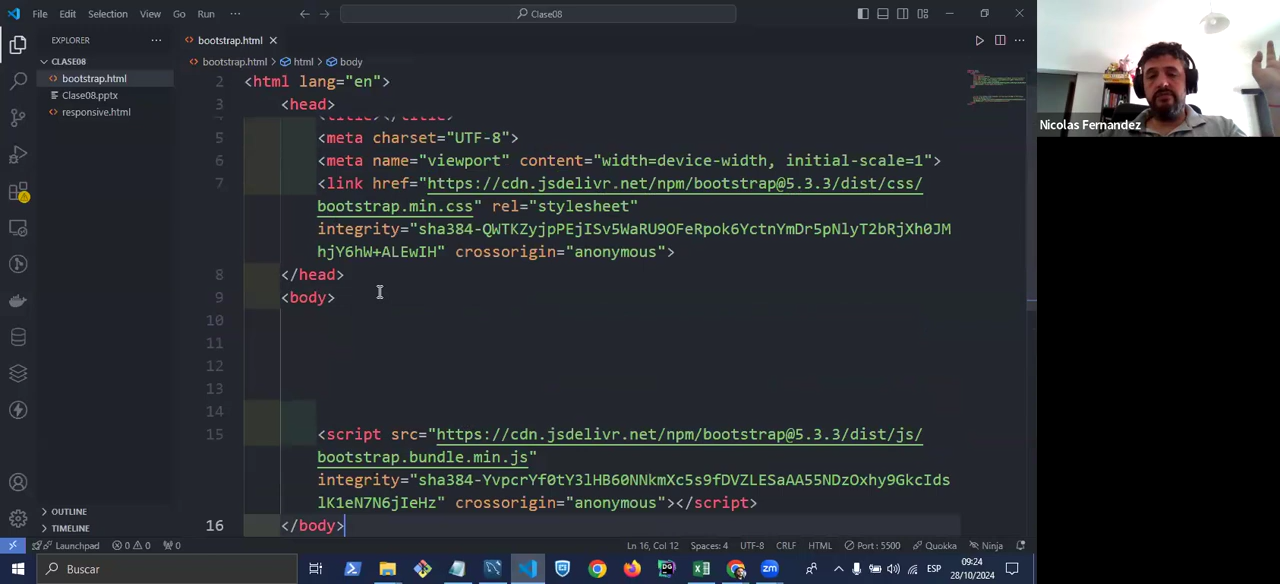 File Edit Selection View Go Run ··· Clase08
EXPLORER ···
CLASE08
bootstrap.html
Clase08.pptx
responsive.html
OUTLINE
TIMELINE
bootstrap.html
bootstrap.html > html > body
2 <html lang="en">
3 <head>
5 <meta charset="UTF-8">
6 <meta name="viewport" content="width=device-width, initial-scale=1">
7 <link href="https://cdn.jsdelivr.net/npm/bootstrap@5.3.3/dist/css/
bootstrap.min.css" rel="stylesheet"
integrity="sha384-QWTKZyjpPEjISv5WaRU9OFeRpok6YctnYmDr5pNlyT2bRjXh0JM
hjY6hW+ALEwIH" crossorigin="anonymous">
8 </head>
9 <body>
10
11
12
13
14
15 <script src="https://cdn.jsdelivr.net/npm/bootstrap@5.3.3/dist/js/
bootstrap.bundle.min.js"
integrity="sha384-YvpcrYf0tY3lHB60NNkmXc5s9fDVZLESaAA55NDzOxhy9GkcIds
lK1eN7N6jIeHz" crossorigin="anonymous"></script>
16 </body>
Nicolas Fernandez
Launchpad 0 0 0 Ln 16, Col 12 Spaces: 4 UTF-8 CRLF HTML Port : 5500 Quokka Ninja
Buscar ESP 09:24
28/10/2024